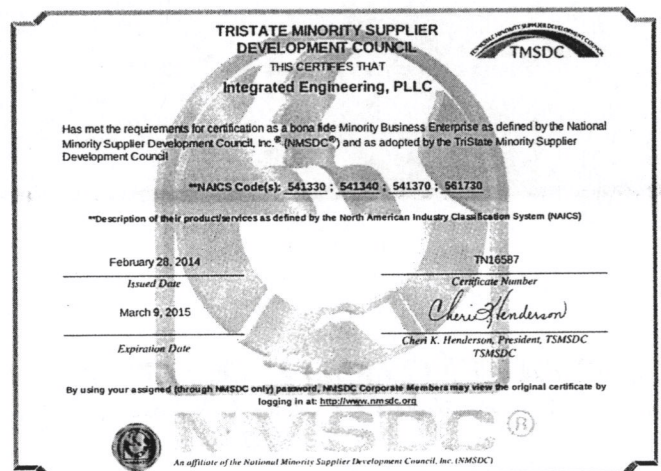 TRISTATE MINORITY SUPPLIER
DEVELOPMENT COUNCIL
TMSDC
THIS CERTIFIES THAT
Integrated Engineering, PLLC
Has met the requirements for certification as a bona fide Minority Business Enterprise as defined by the National
Minority Supplier Development Council, Inc.® (NMSDC®) and as adopted by the TriState Minority Supplier
Development Council
**NAICS Code(s): 541330 ; 541340 ; 541370 ; 561730
**Description of their product/services as defined by the North American Industry Classification System (NAICS)
February 28, 2014
Issued Date
TN16587
Certificate Number
March 9, 2015
Expiration Date
Cheri K Henderson
Cheri K. Henderson, President, TSMSDC
TSMSDC
By using your assigned (through NMSDC only) password, NMSDC Corporate Members may view the original certificate by
logging in at: http://www.nmsdc.org
NMSDC®
An affiliate of the National Minority Supplier Development Council, Inc. (NMSDC)